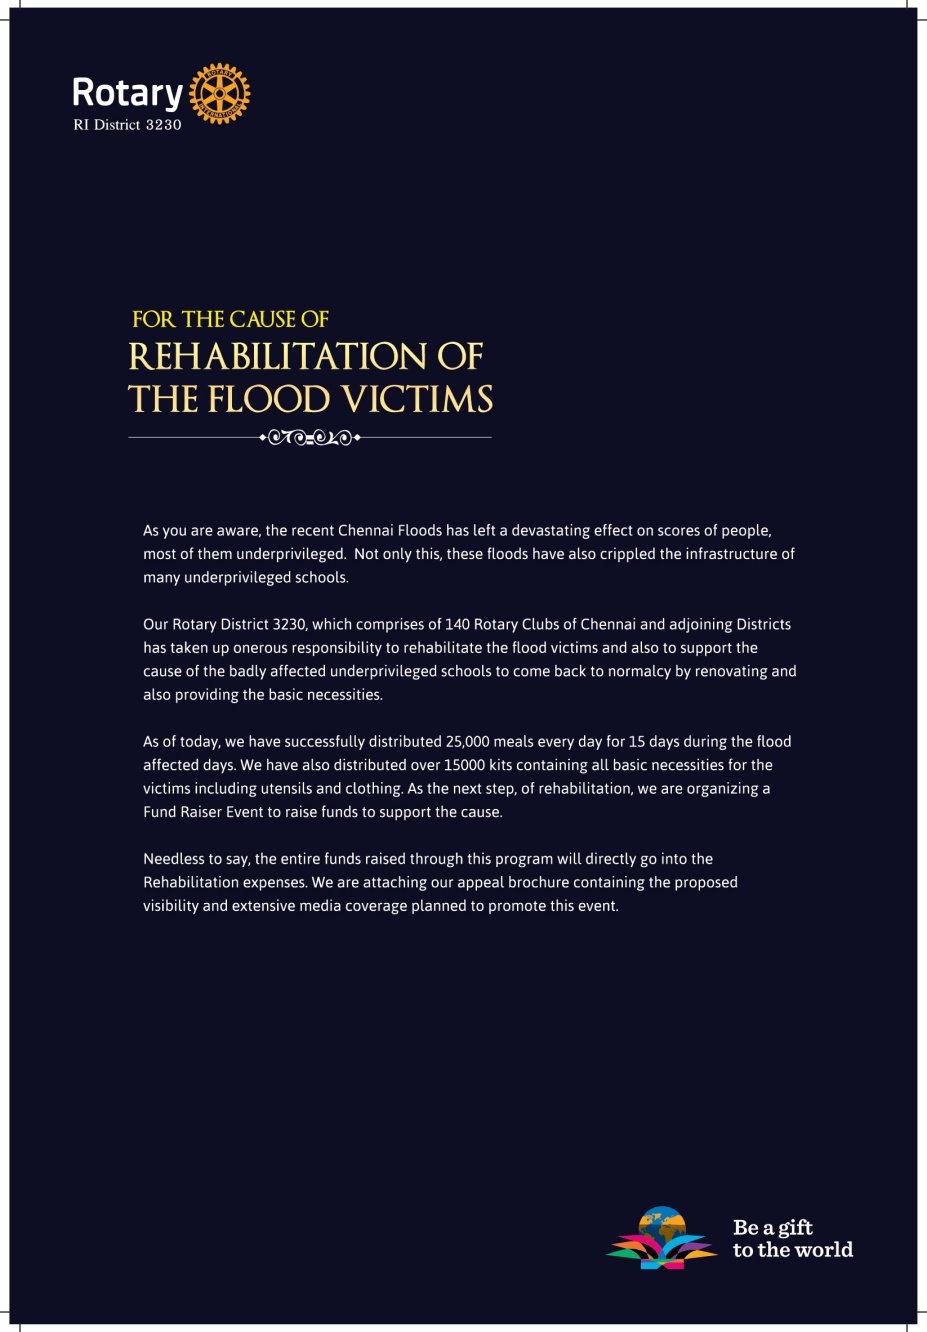 Rotary
ROTARY
INTERNATIONAL
RI District 3230
FOR THE CAUSE OF
REHABILITATION OF
THE FLOOD VICTIMS
As you are aware, the recent Chennai Floods has left a devastating effect on scores of people,
most of them underprivileged.  Not only this, these floods have also crippled the infrastructure of
many underprivileged schools.
Our Rotary District 3230, which comprises of 140 Rotary Clubs of Chennai and adjoining Districts
has taken up onerous responsibility to rehabilitate the flood victims and also to support the
cause of the badly affected underprivileged schools to come back to normalcy by renovating and
also providing the basic necessities.
As of today, we have successfully distributed 25,000 meals every day for 15 days during the flood
affected days. We have also distributed over 15000 kits containing all basic necessities for the
victims including utensils and clothing. As the next step, of rehabilitation, we are organizing a
Fund Raiser Event to raise funds to support the cause.
Needless to say, the entire funds raised through this program will directly go into the
Rehabilitation expenses. We are attaching our appeal brochure containing the proposed
visibility and extensive media coverage planned to promote this event.
Be a gift
to the world